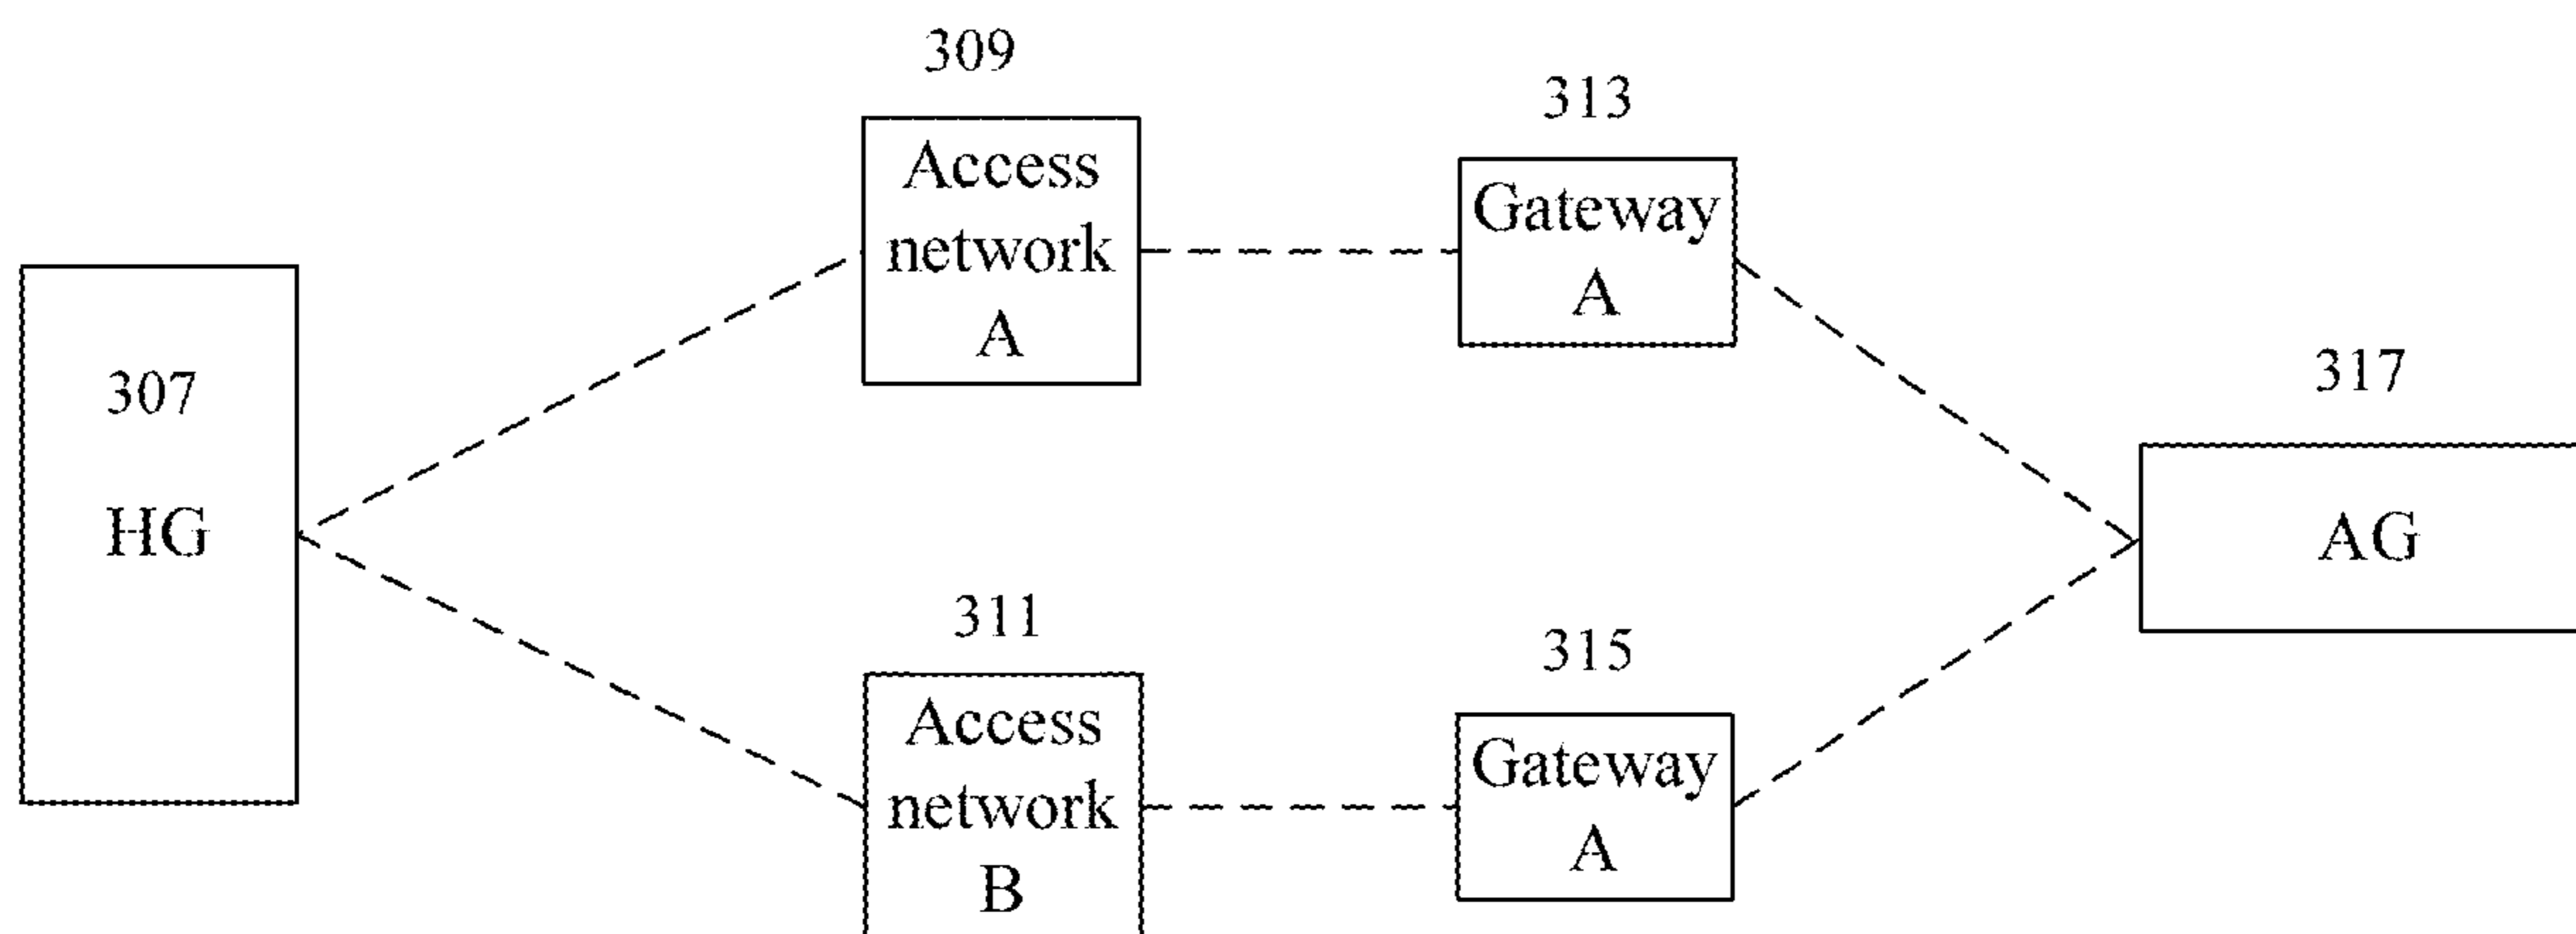 309
Access
network
A
313
Gateway
A
307
HG
317
AG
311
Access
network
B
315
Gateway
A